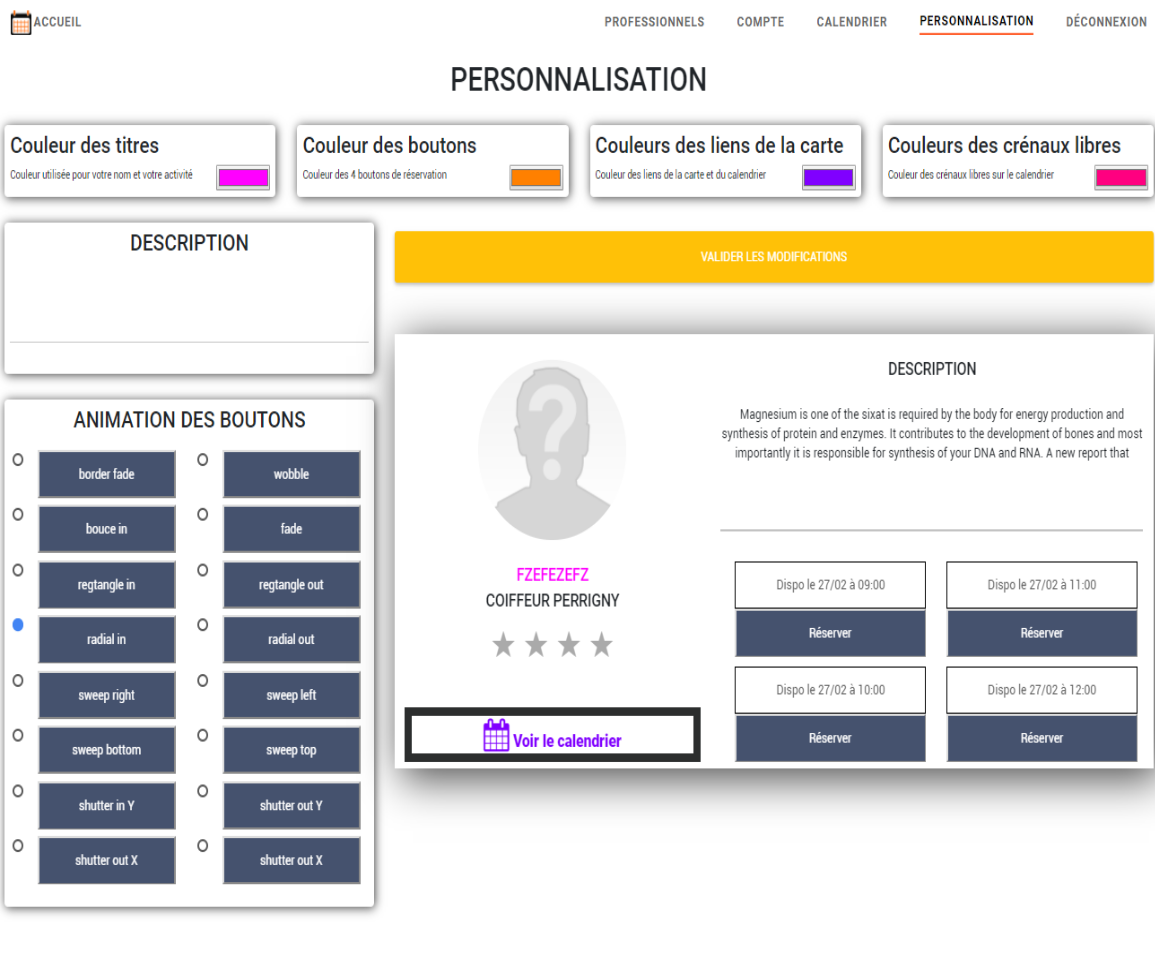 ACCUEIL
PROFESSIONNELS
COMPTE
CALENDRIER
PERSONNALISATION
DÉCONNEXION
PERSONNALISATION
Couleur des titres
Couleur utilisée pour votre nom et votre activité
Couleur des boutons
Couleur des 4 boutons de réservation
Couleurs des liens de la carte
Couleur des liens de la carte et du calendrier
Couleurs des crénaux libres
Couleur des crénaux libres sur le calendrier
DESCRIPTION
VALIDER LES MODIFICATIONS
ANIMATION DES BOUTONS
border fade
wobble
bouce in
fade
regtangle in
regtangle out
radial in
radial out
sweep right
sweep left
sweep bottom
sweep top
shutter in Y
shutter out Y
shutter out X
shutter out X
FZEFEZEFZ
COIFFEUR PERRIGNY
Voir le calendrier
DESCRIPTION
Magnesium is one of the sixat is required by the body for energy production and
synthesis of protein and enzymes. It contributes to the development of bones and most
importantly it is responsible for synthesis of your DNA and RNA. A new report that
Dispo le 27/02 à 09:00
Dispo le 27/02 à 11:00
Réserver
Réserver
Dispo le 27/02 à 10:00
Dispo le 27/02 à 12:00
Réserver
Réserver